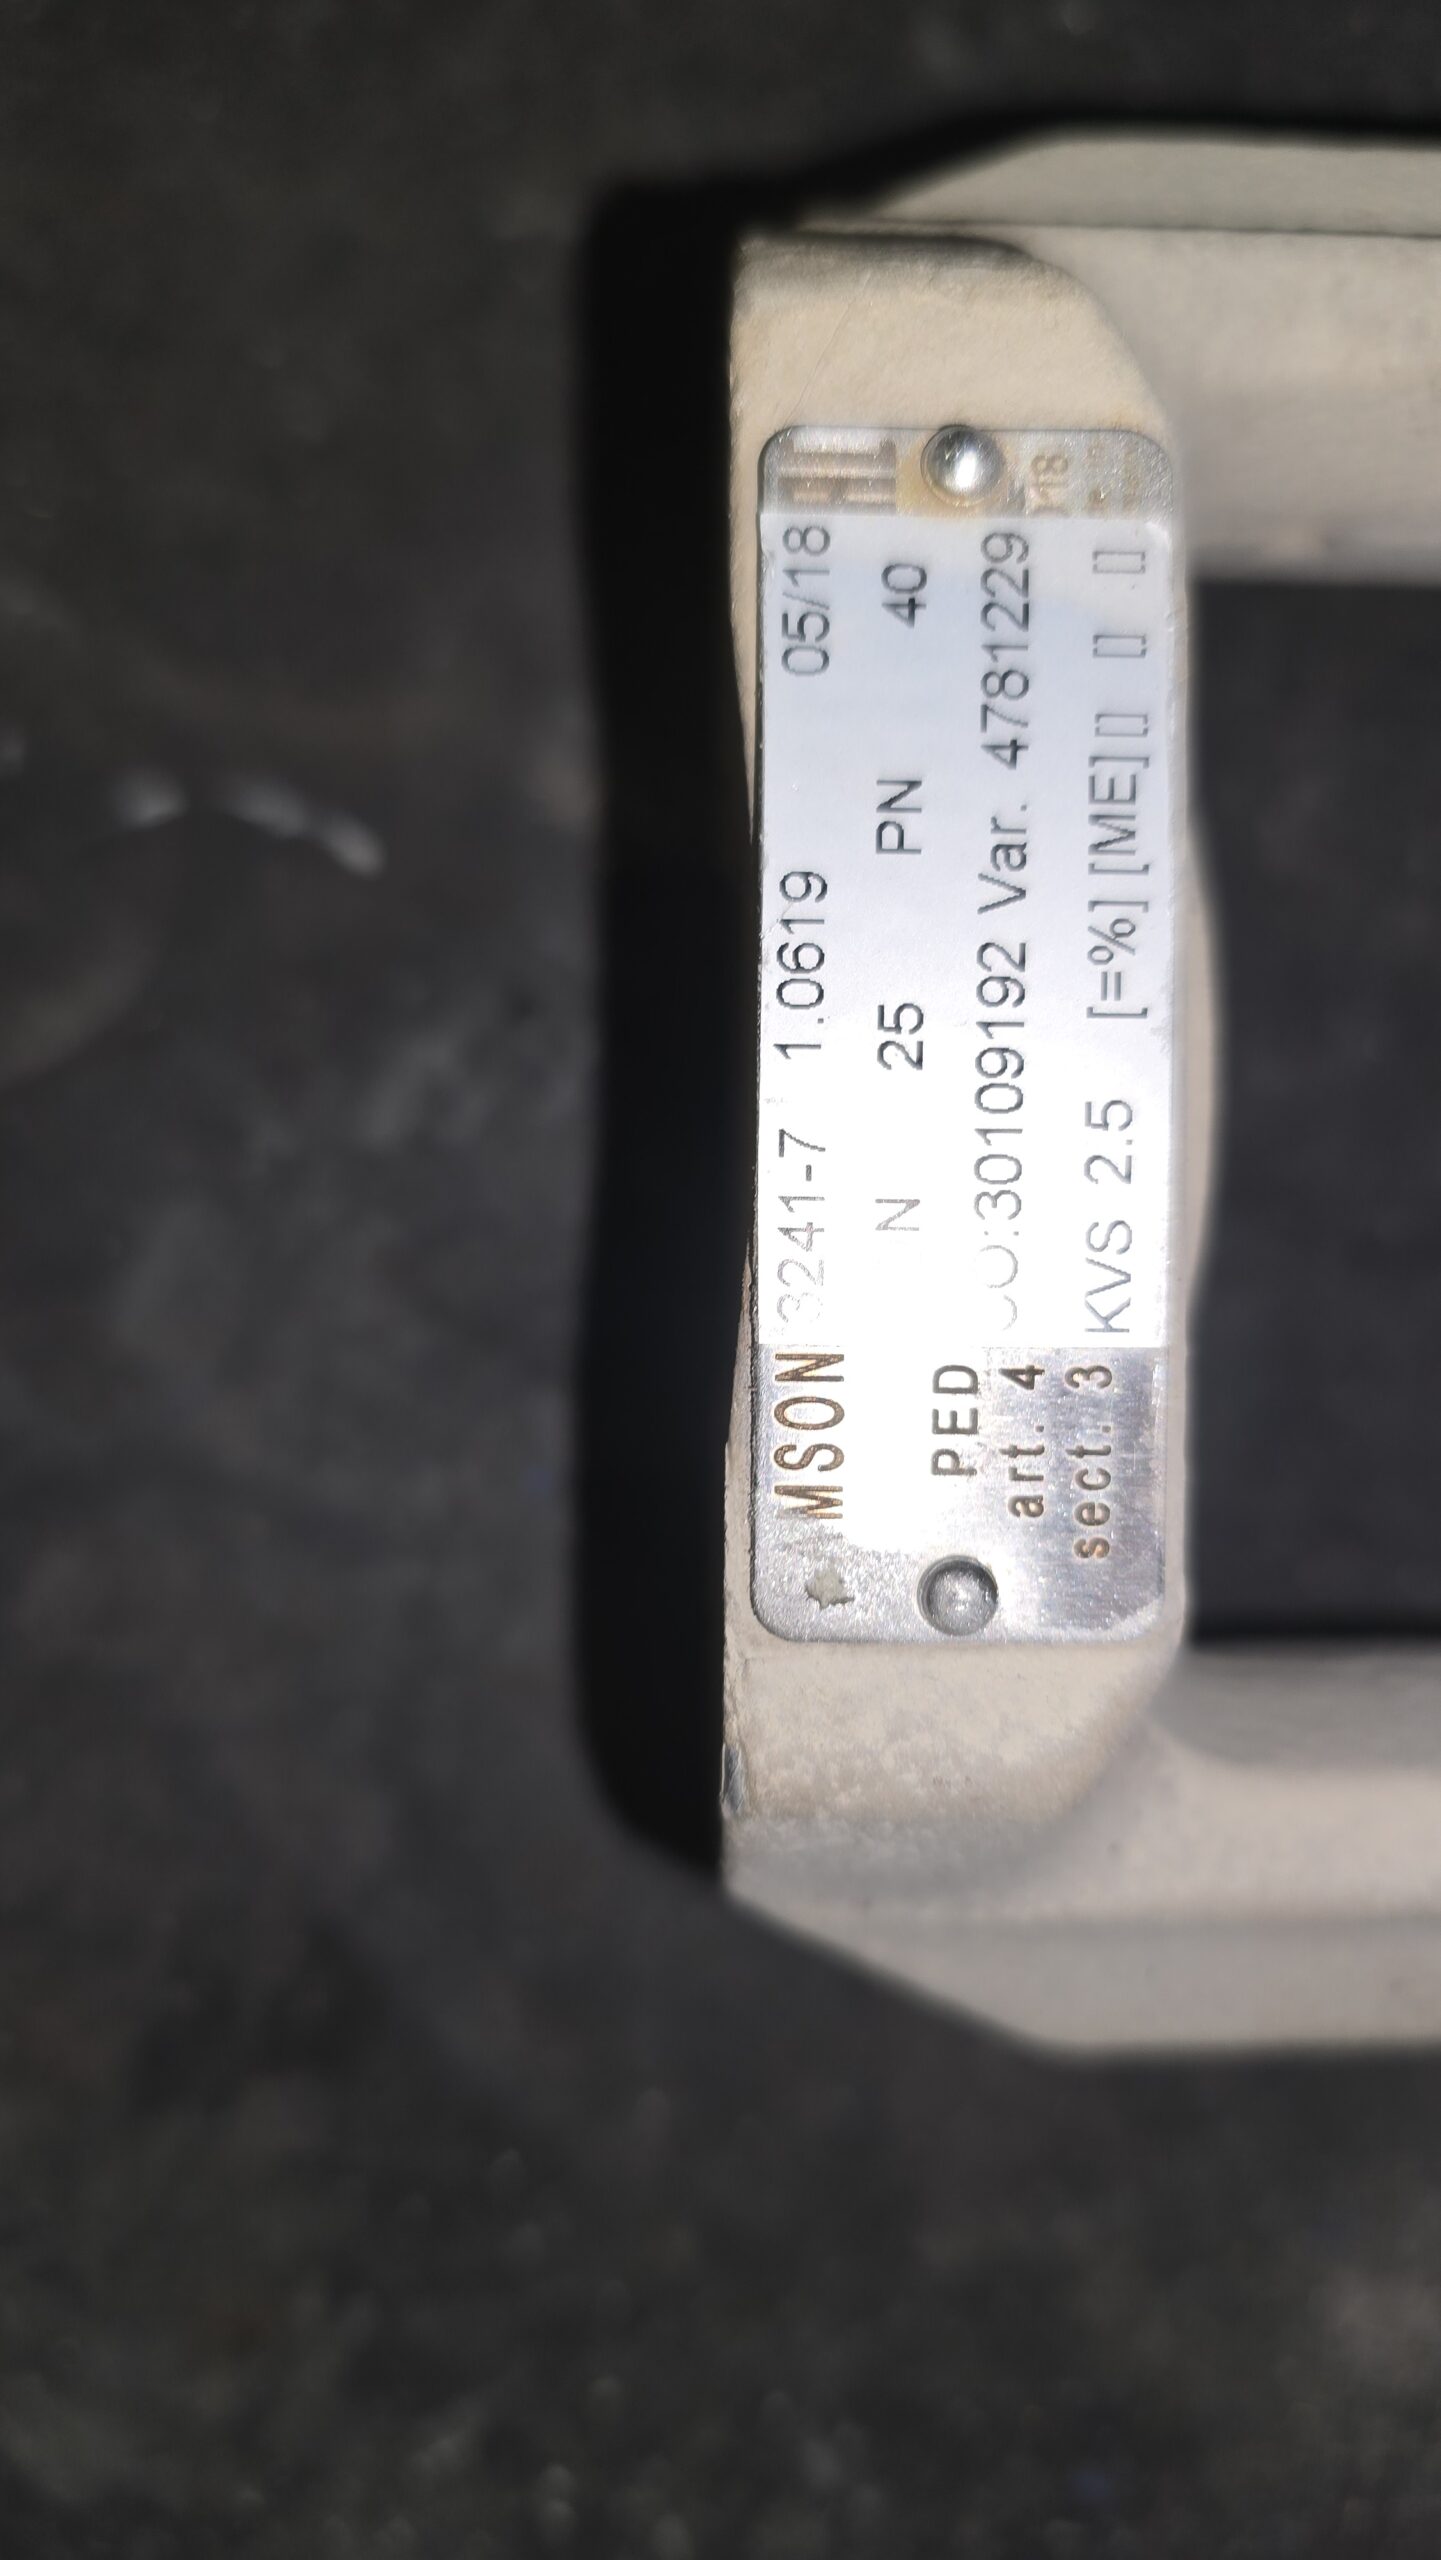 MSON 3241-7 1.0619 05/18
N 25 PN 40
PED
O:30109192 Var. 4781229
art. 4
KVS 2.5 [=%] [ME] [] [] []
sect. 3